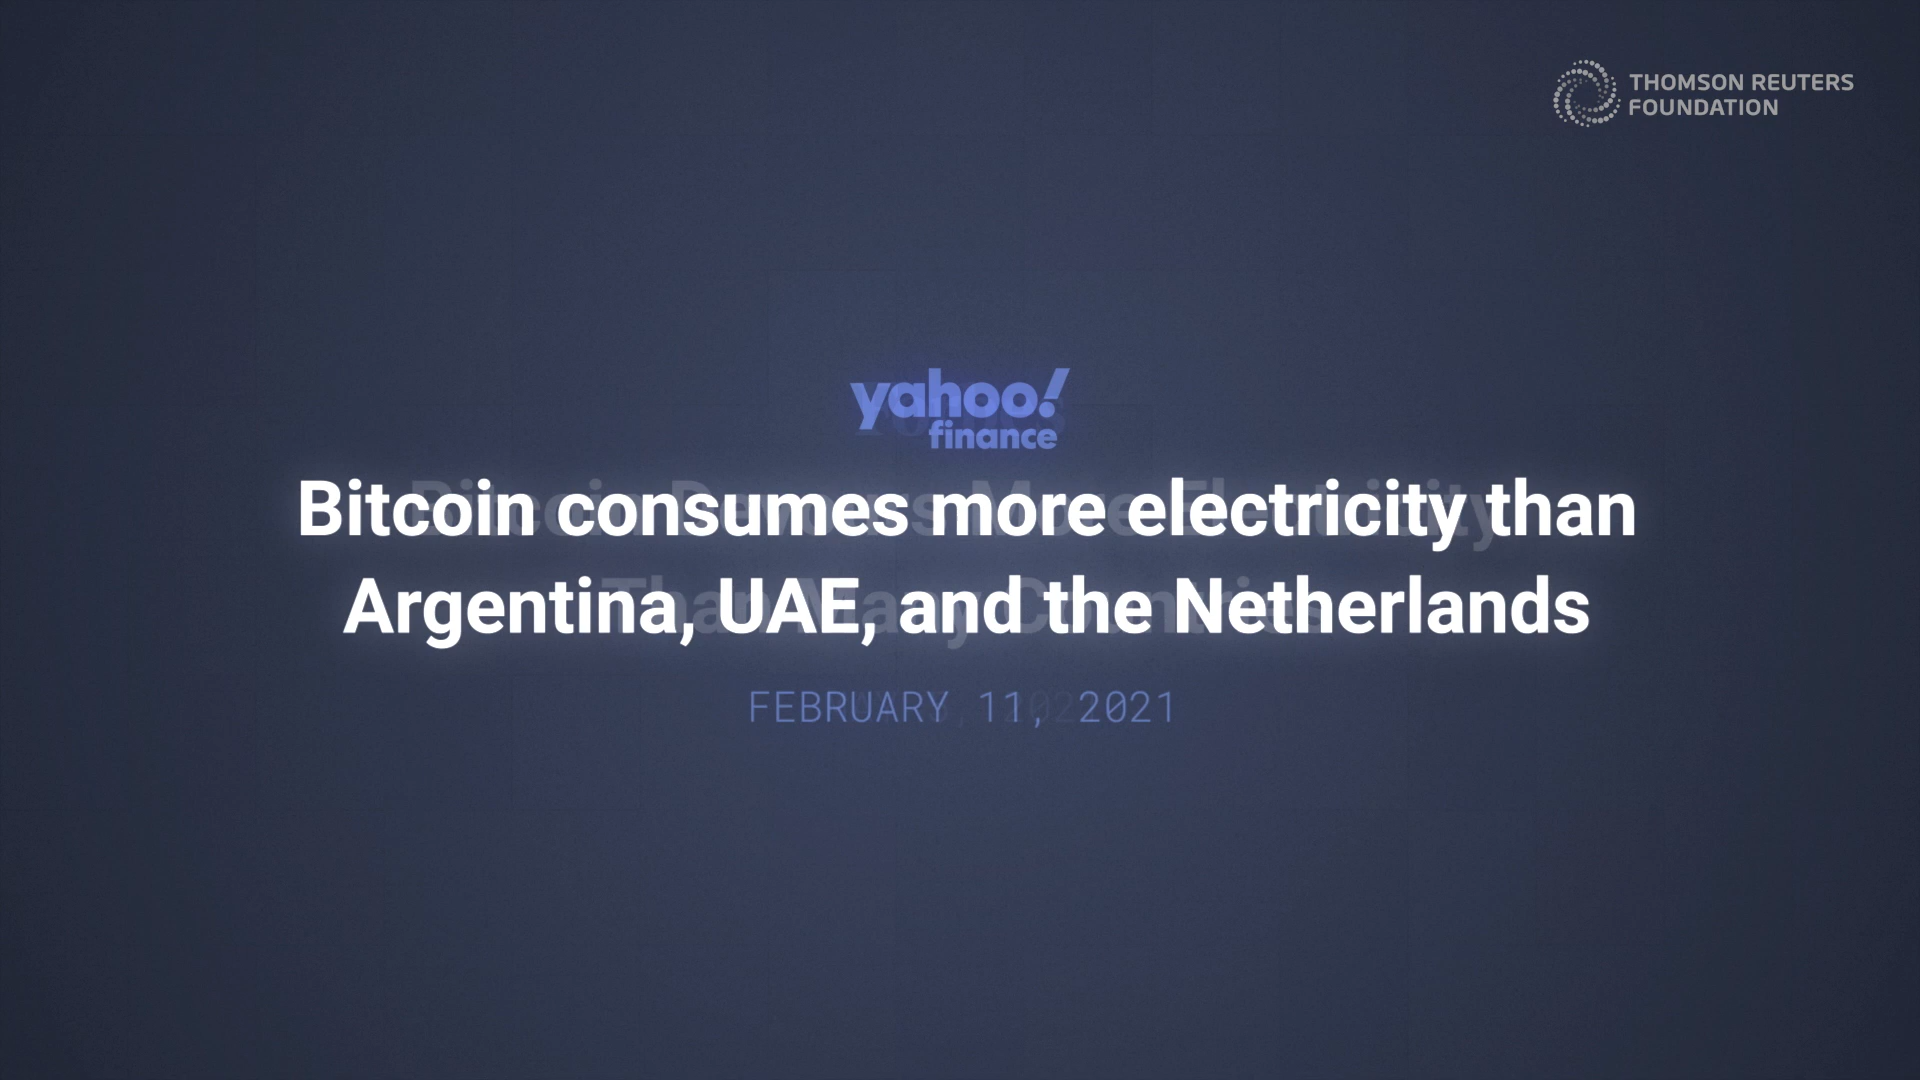 THOMSON REUTERS
FOUNDATION
yahoo!
finance
Bitcoin consumes more electricity than
Argentina, UAE, and the Netherlands
FEBRUARY 11, 2021